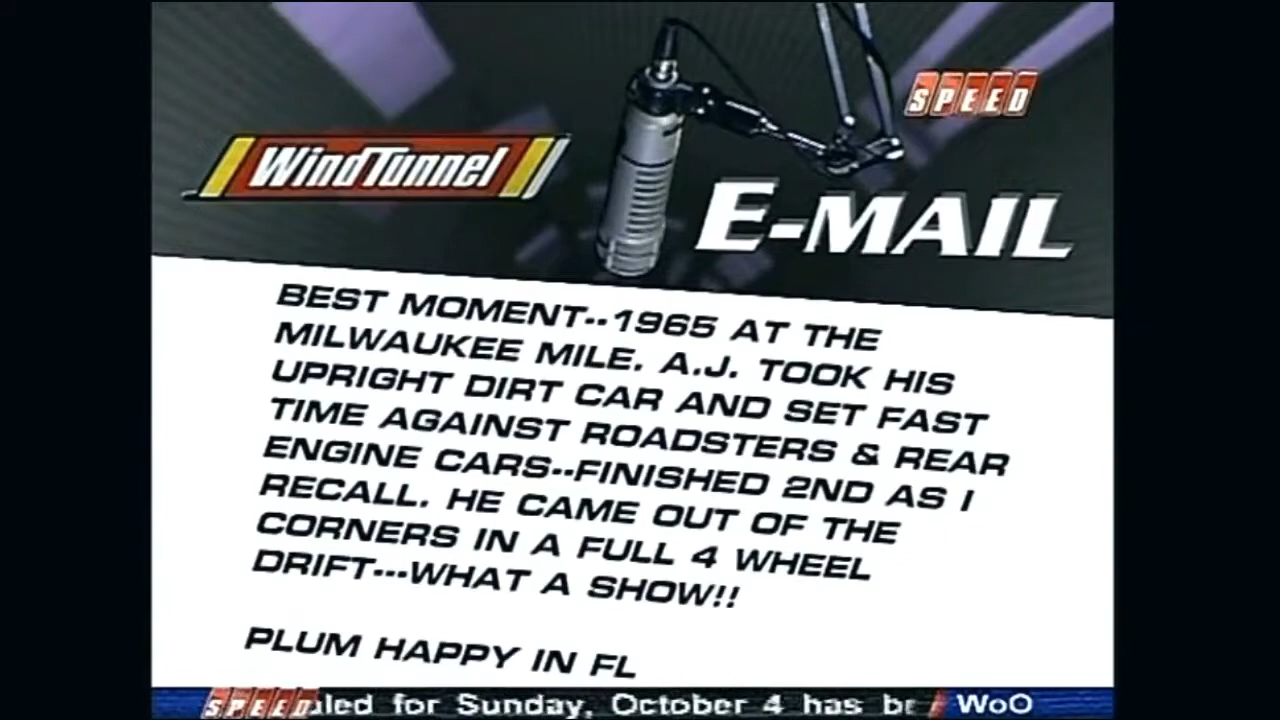 SPEED
WindTunnel
E-MAIL
BEST MOMENT..1965 AT THE
MILWAUKEE MILE. A.J. TOOK HIS
UPRIGHT DIRT CAR AND SET FAST
TIME AGAINST ROADSTERS & REAR
ENGINE CARS..FINISHED 2ND AS I
RECALL. HE CAME OUT OF THE
CORNERS IN A FULL 4 WHEEL
DRIFT...WHAT A SHOW!!
PLUM HAPPY IN FL
SPEED led for Sunday, October 4 has be WoO